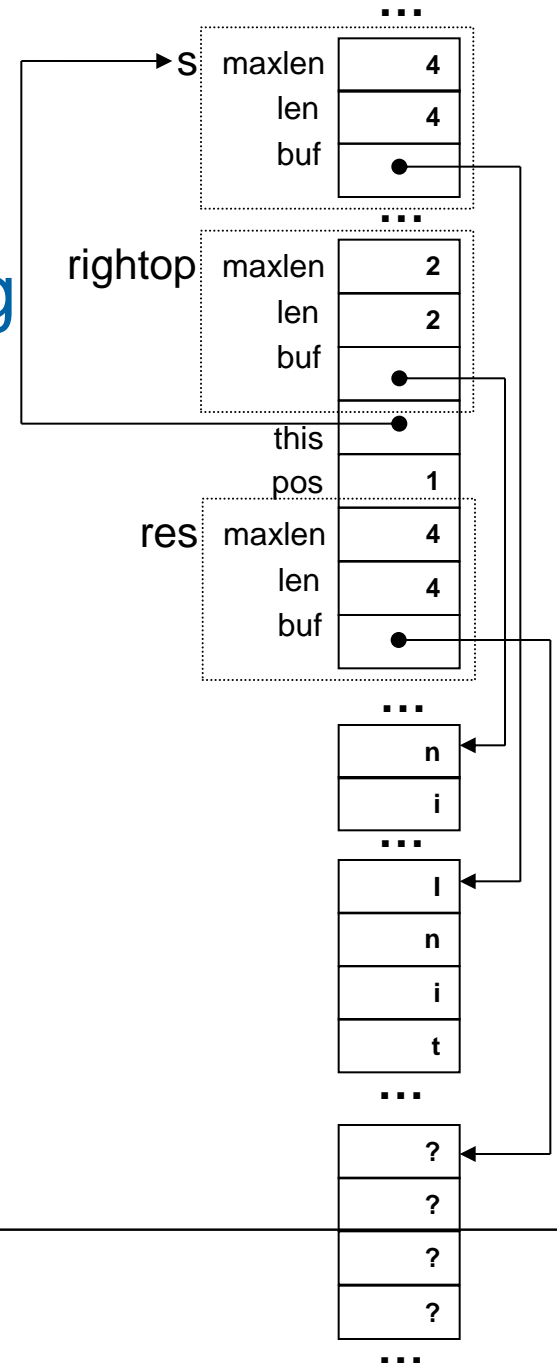 ...
s maxlen 4
len 4
buf
...
g
rightop maxlen 2
len 2
buf
this
pos 1
res maxlen 4
len 4
buf
...
n
i
...
I
n
i
t
...
?
?
?
?
...